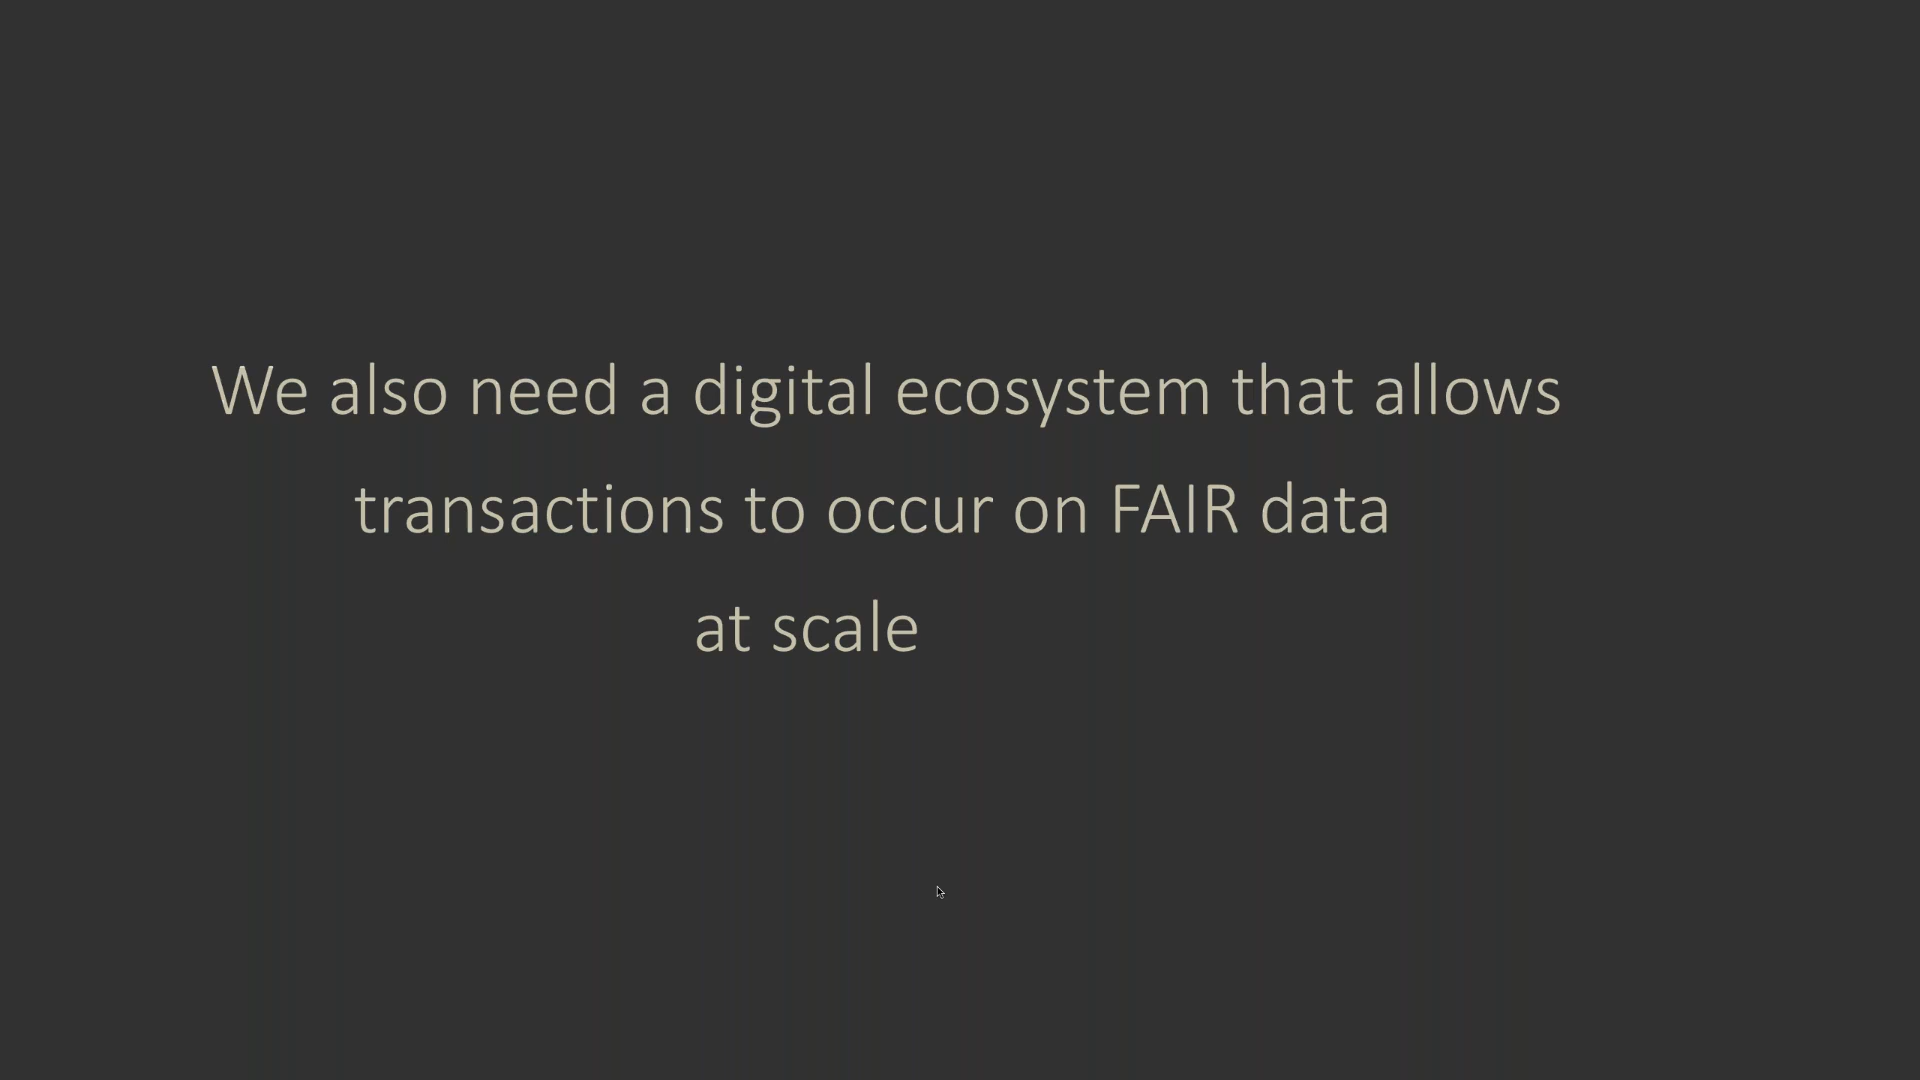 We also need a digital ecosystem that allows
transactions to occur on FAIR data
at scale